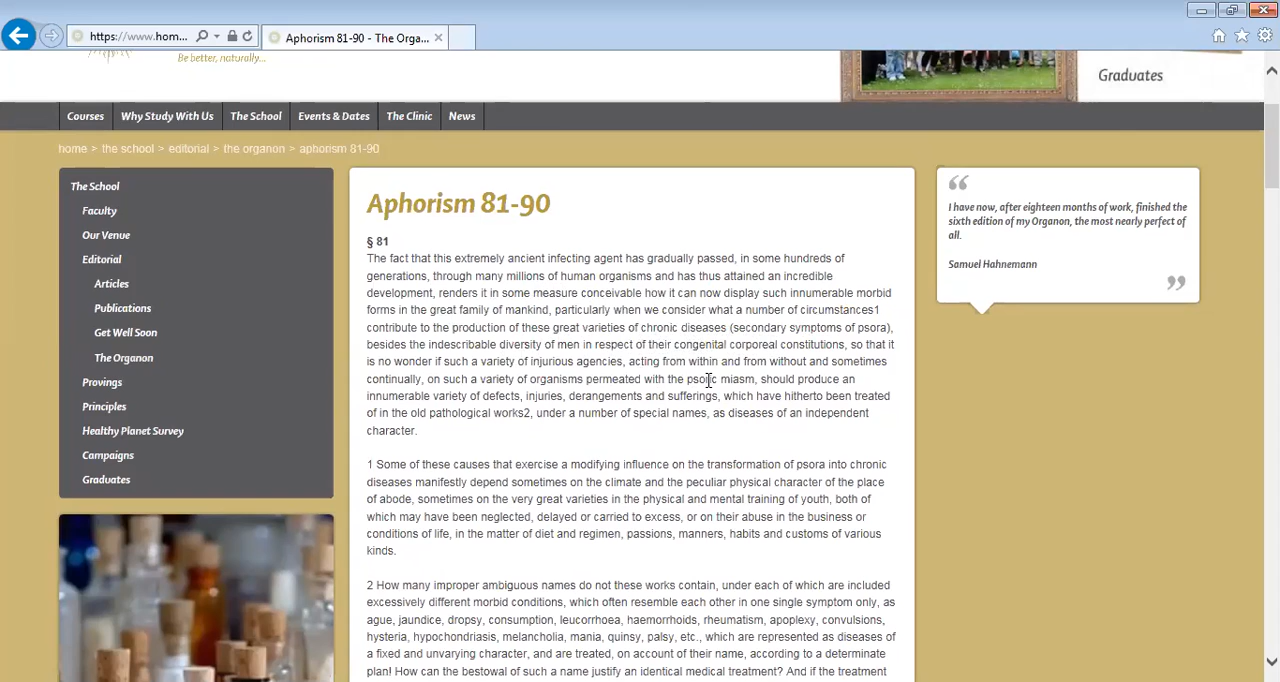 https://www.hom...
Aphorism 81-90 - The Orga...
Be better, naturally...
Graduates
Courses
Why Study With Us
The School
Events & Dates
The Clinic
News
home > the school > editorial > the organon > aphorism 81-90
The School
Faculty
Our Venue
Editorial
Articles
Publications
Get Well Soon
The Organon
Provings
Principles
Healthy Planet Survey
Campaigns
Graduates
Aphorism 81-90
§ 81
The fact that this extremely ancient infecting agent has gradually passed, in some hundreds of
generations, through many millions of human organisms and has thus attained an incredible
development, renders it in some measure conceivable how it can now display such innumerable morbid
forms in the great family of mankind, particularly when we consider what a number of circumstances1
contribute to the production of these great varieties of chronic diseases (secondary symptoms of psora),
besides the indescribable diversity of men in respect of their congenital corporeal constitutions, so that it
is no wonder if such a variety of injurious agencies, acting from within and from without and sometimes
continually, on such a variety of organisms permeated with the psoric miasm, should produce an
innumerable variety of defects, injuries, derangements and sufferings, which have hitherto been treated
of in the old pathological works2, under a number of special names, as diseases of an independent
character.
1 Some of these causes that exercise a modifying influence on the transformation of psora into chronic
diseases manifestly depend sometimes on the climate and the peculiar physical character of the place
of abode, sometimes on the very great varieties in the physical and mental training of youth, both of
which may have been neglected, delayed or carried to excess, or on their abuse in the business or
conditions of life, in the matter of diet and regimen, passions, manners, habits and customs of various
kinds.
2 How many improper ambiguous names do not these works contain, under each of which are included
excessively different morbid conditions, which often resemble each other in one single symptom only, as
ague, jaundice, dropsy, consumption, leucorrhoea, haemorrhoids, rheumatism, apoplexy, convulsions,
hysteria, hypochondriasis, melancholia, mania, quinsy, palsy, etc., which are represented as diseases of
a fixed and unvarying character, and are treated, on account of their name, according to a determinate
plan! How can the bestowal of such a name justify an identical medical treatment? And if the treatment
I have now, after eighteen months of work, finished the
sixth edition of my Organon, the most nearly perfect of
all.
Samuel Hahnemann